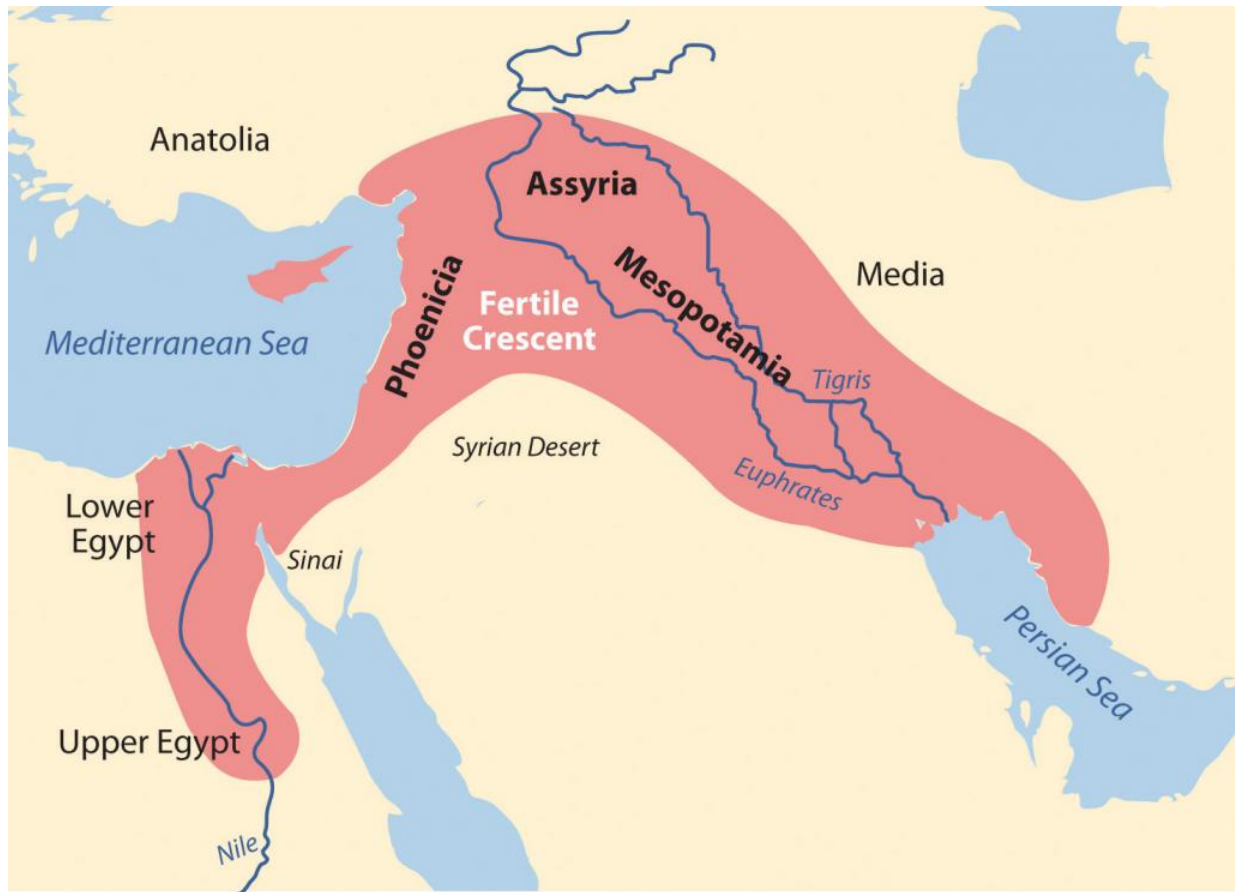 Anatolia
Assyria
Phoenicia
Mesopotamia
Media
Fertile
Crescent
Mediterranean Sea
Tigris
Syrian Desert
Euphrates
Lower
Egypt
Sinai
Persian Sea
Upper Egypt
Nile